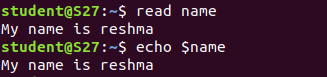 student@S27:~$ read name
My name is reshma
student@S27:~$ echo $name
My name is reshma